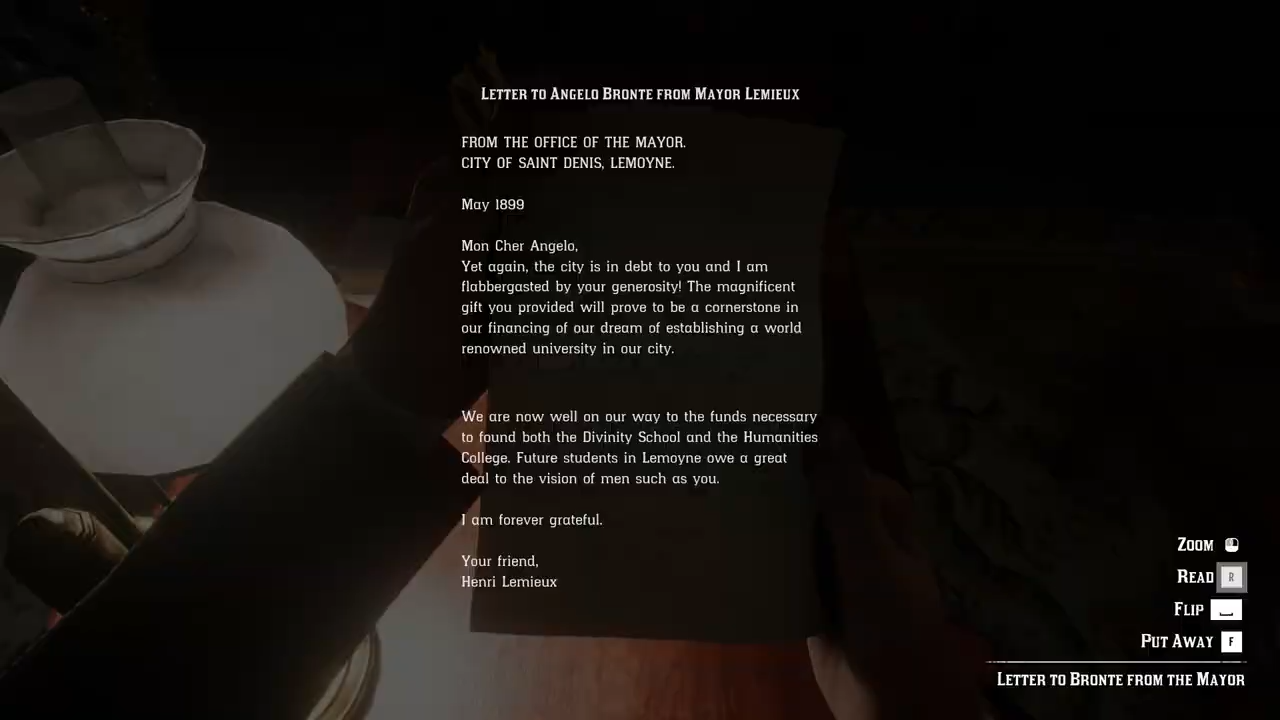 LETTER TO ANGELO BRONTE FROM MAYOR LEMIEUX
FROM THE OFFICE OF THE MAYOR.
CITY OF SAINT DENIS, LEMOYNE.
May 1899
Mon Cher Angelo,
Yet again, the city is in debt to you and I am
flabbergasted by your generosity! The magnificent
gift you provided will prove to be a cornerstone in
our financing of our dream of establishing a world
renowned university in our city.
We are now well on our way to the funds necessary
to found both the Divinity School and the Humanities
College. Future students in Lemoyne owe a great
deal to the vision of men such as you.
I am forever grateful.
Your friend,
Henri Lemieux
ZOOM
READ R
FLIP
PUT AWAY F
LETTER TO BRONTE FROM THE MAYOR